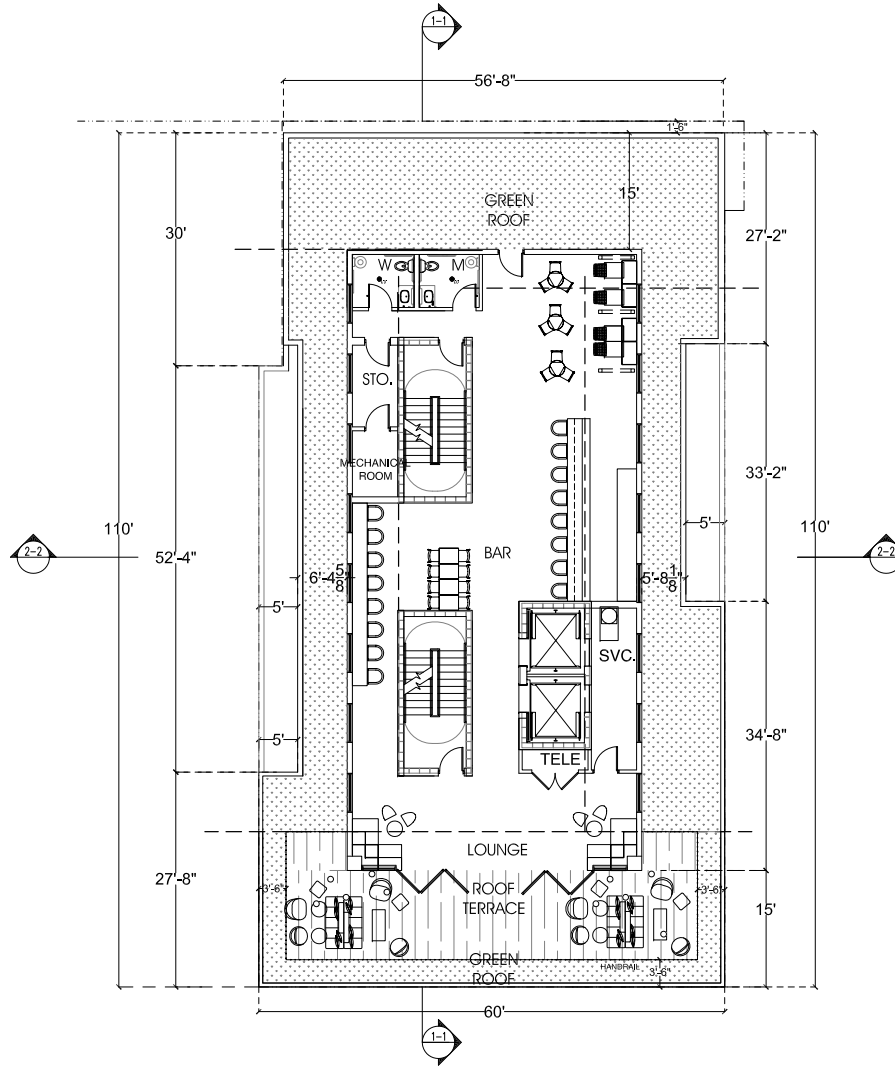 1-1
56'-8"
1'-6"
GREEN
ROOF
15'
30'
27'-2"
W
M
STO.
MECHANICAL
ROOM
33'-2"
110'
5'
110'
2-2
2-2
52'-4"
BAR
6'-4 5/8
5'-8 1/8
5'
SVC.
5'
34'-8"
TELE
LOUNGE
27'-8"
3'-6"
ROOF
TERRACE
3'-6"
15'
GREEN
ROOF
HANDRAIL
3'-6"
60'
1-1